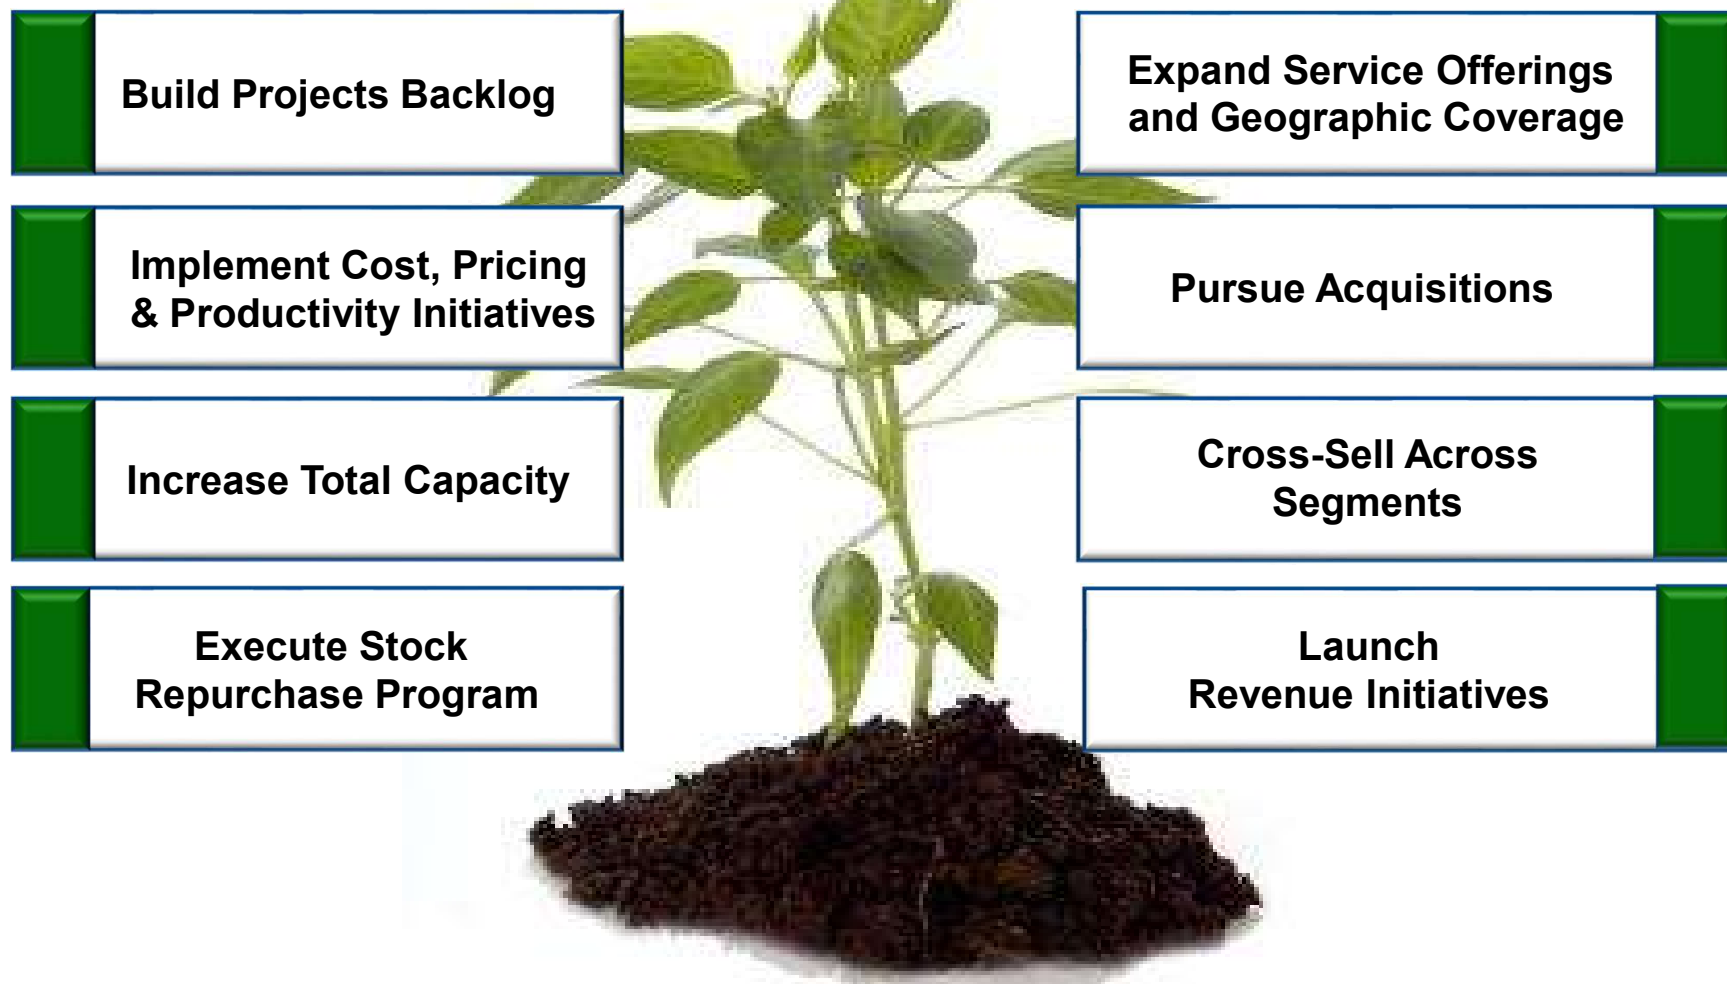 Build Projects Backlog
Implement Cost, Pricing
& Productivity Initiatives
Increase Total Capacity
Execute Stock
Repurchase Program
Expand Service Offerings
and Geographic Coverage
Pursue Acquisitions
Cross-Sell Across
Segments
Launch
Revenue Initiatives